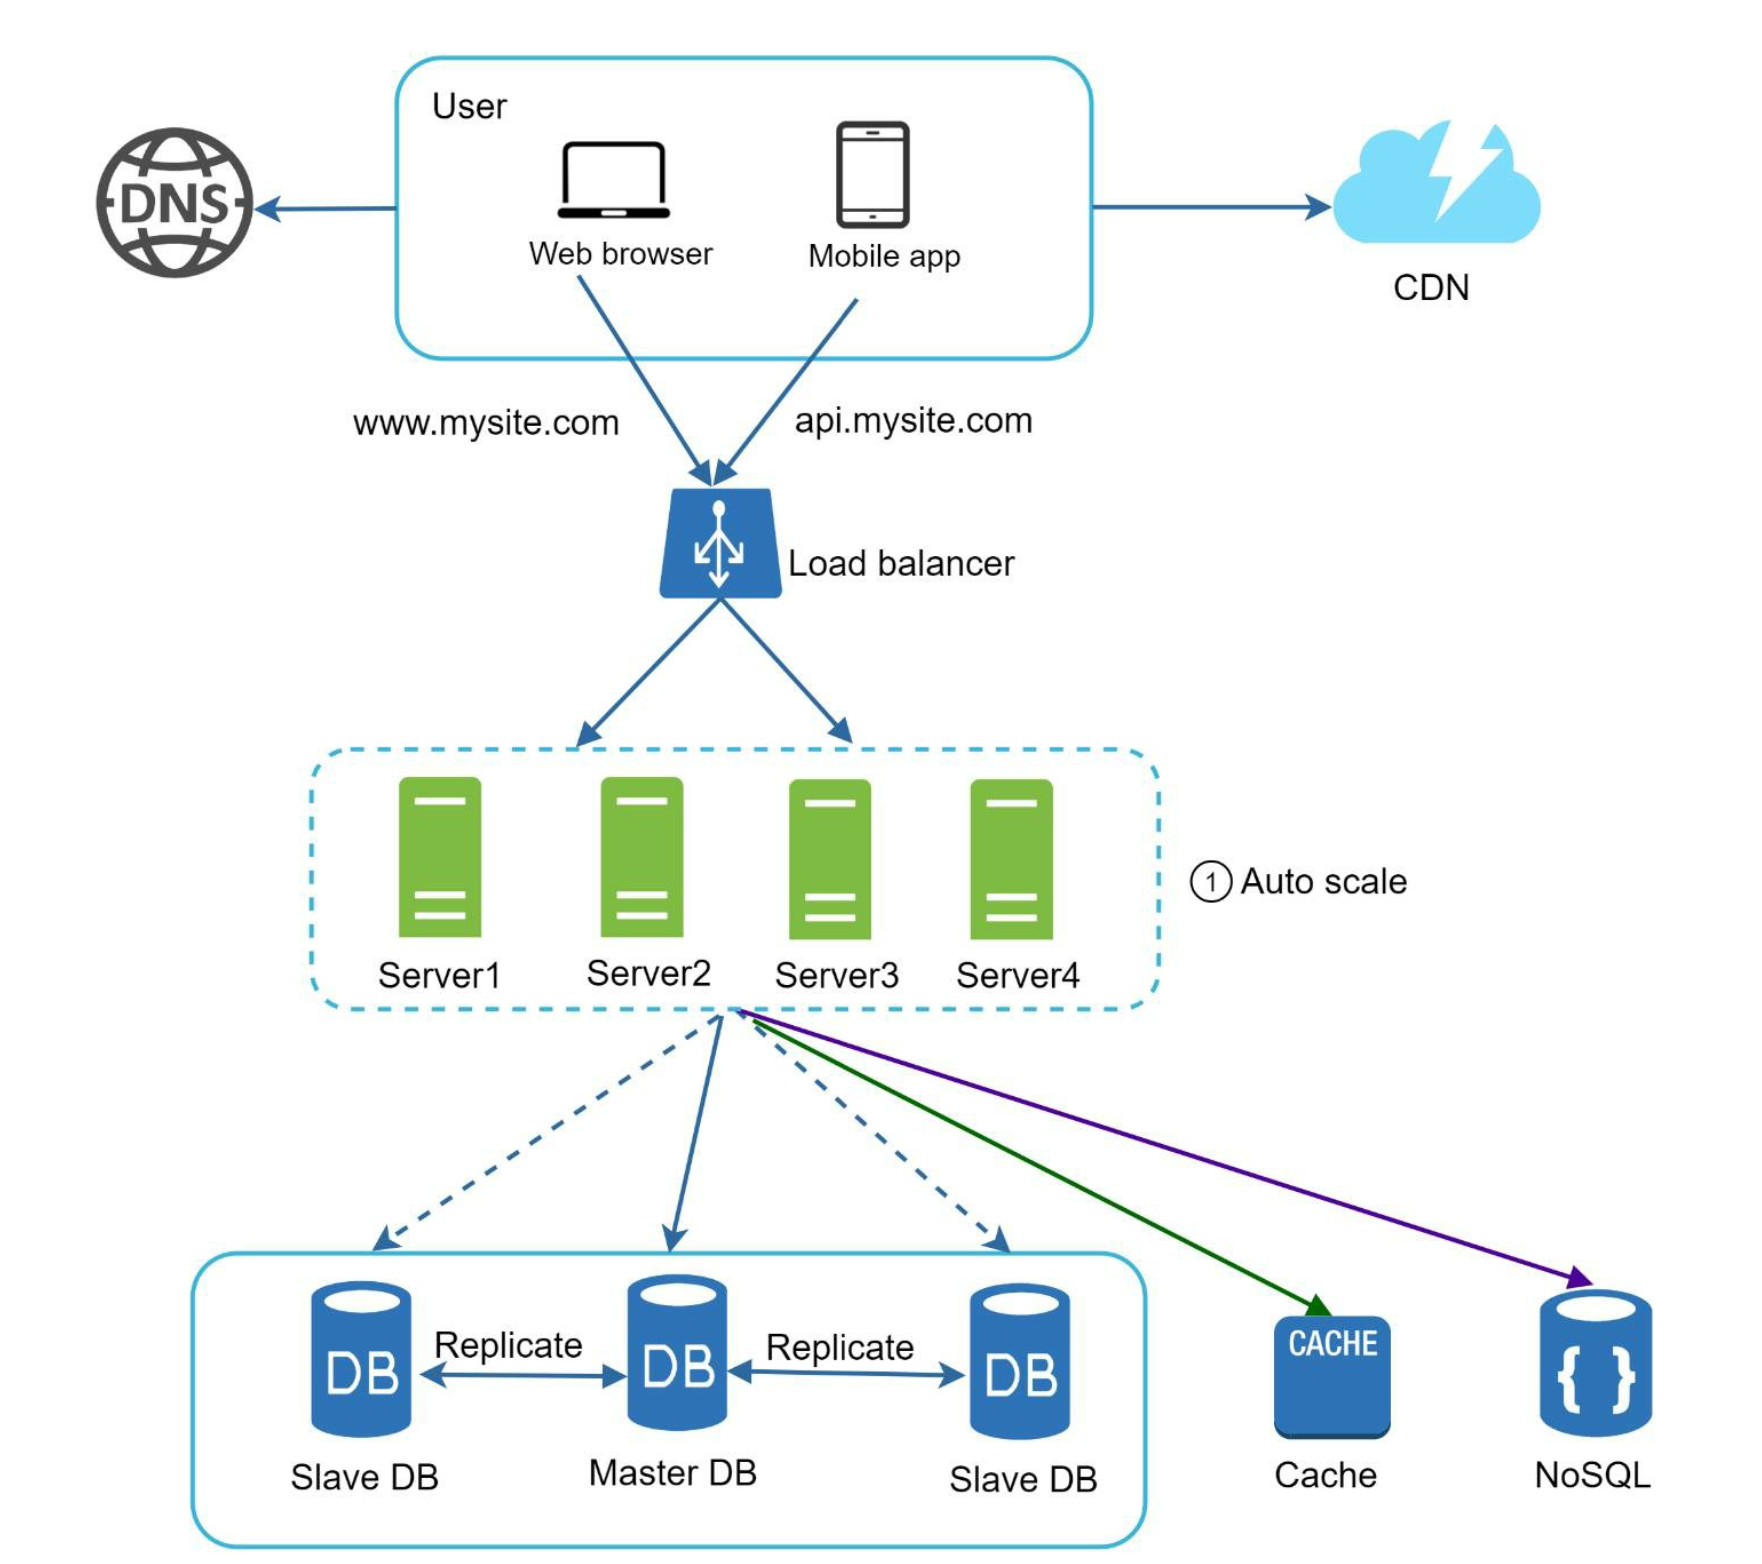 User
DNS
Web browser
Mobile app
CDN
www.mysite.com
api.mysite.com
Load balancer
1 Auto scale
Server1
Server2
Server3
Server4
Replicate
Replicate
DB
DB
DB
CACHE
{ }
Slave DB
Master DB
Slave DB
Cache
NoSQL